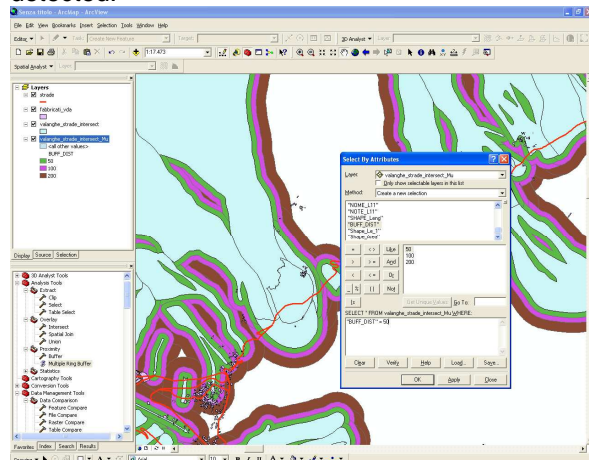 detected.
Senza titolo - ArcMap - ArcView
File Edit View Bookmarks Insert Selection Tools Window Help
Editor Task: Create New Feature Target: 3D Analyst Layer:
1:17.473
Spatial Analyst Layer:
Layers
strade
fabbricati_vda
valanghe_strade_intersect
valanghe_strade_intersect_Mu
<all other values>
BUFF_DIST
50
100
200
Display Source Selection
3D Analyst Tools
Analysis Tools
Extract
Clip
Select
Table Select
Overlay
Intersect
Spatial Join
Union
Proximity
Buffer
Multiple Ring Buffer
Statistics
Cartography Tools
Conversion Tools
Data Management Tools
Data Comparison
Feature Compare
File Compare
Raster Compare
Table Compare
Favorites Index Search Results
Select By Attributes
Layer: valanghe_strade_intersect_Mu
Only show selectable layers in this list
Method: Create a new selection
"NOME_L11"
"NOTE_L11"
"SHAPE_Leng"
"BUFF_DIST"
"Shape_Le_1"
"Shape_Area"
= < > Like
> > = And
< < = Or
_ % ( ) Not
Is
50
100
200
Get Unique Values Go To:
SELECT * FROM valanghe_strade_intersect_Mu WHERE:
"BUFF_DIST" = 50
Clear Verify Help Load... Save...
OK Apply Close
Arial 10 B I U A